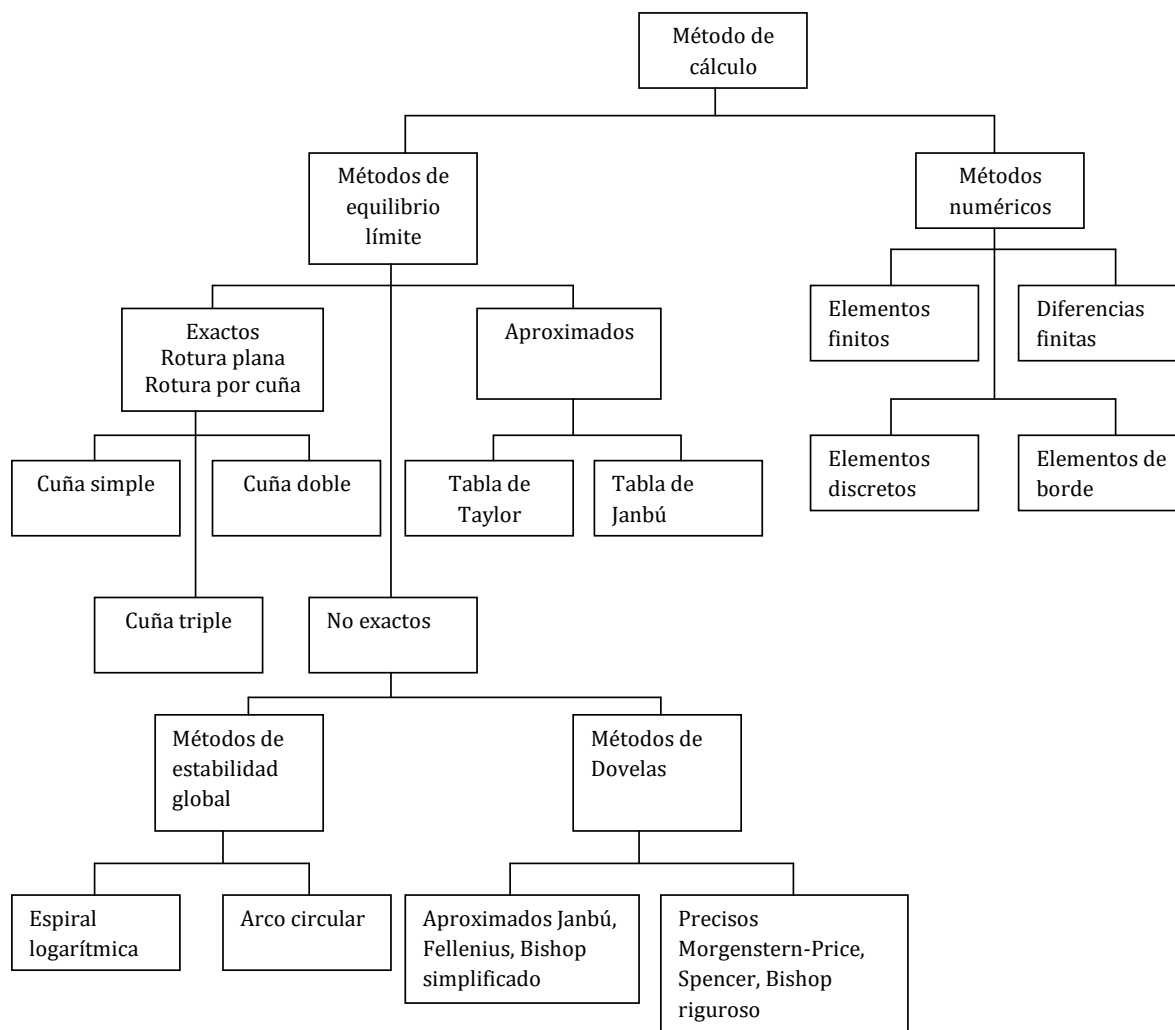 Método de
cálculo
Métodos de
equilibrio
límite
Métodos
numéricos
Exactos
Rotura plana
Rotura por cuña
Aproximados
Elementos
finitos
Diferencias
finitas
Cuña simple
Cuña doble
Tabla de
Taylor
Tabla de
Janbú
Elementos
discretos
Elementos de
borde
Cuña triple
No exactos
Métodos de
estabilidad
global
Métodos de
Dovelas
Espiral
logarítmica
Arco circular
Aproximados Janbú,
Fellenius, Bishop
simplificado
Precisos
Morgenstern-Price,
Spencer, Bishop
riguroso